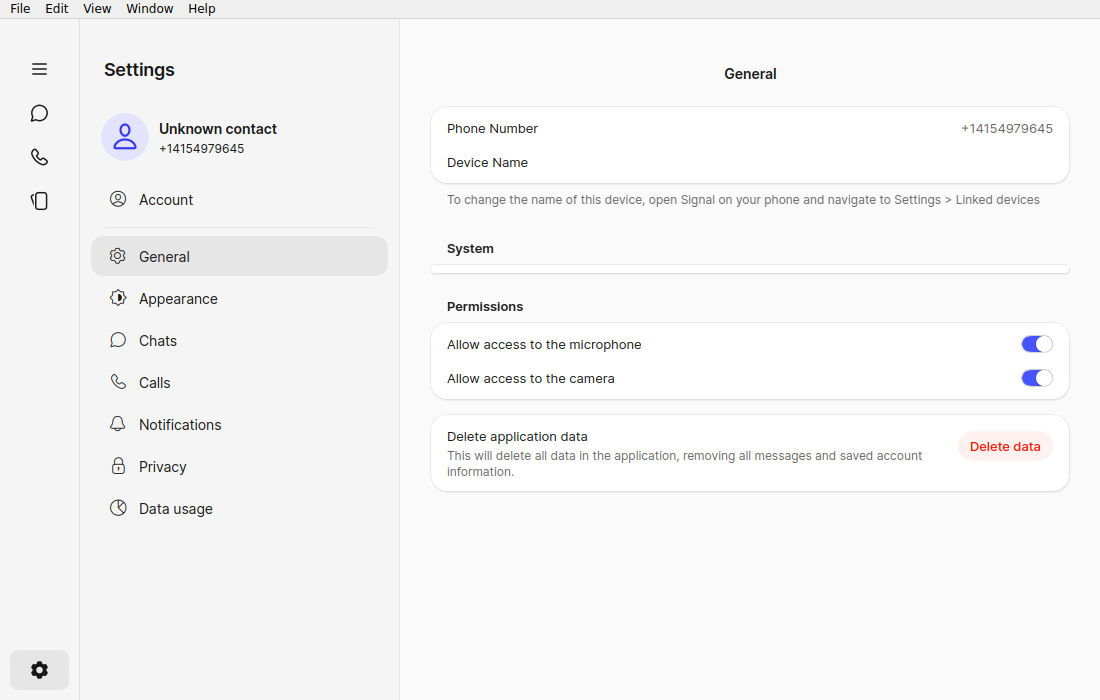 File Edit View Window Help
Settings
Unknown contact
+14154979645
Account
General
Appearance
Chats
Calls
Notifications
Privacy
Data usage
General
Phone Number +14154979645
Device Name
To change the name of this device, open Signal on your phone and navigate to Settings > Linked devices
System
Permissions
Allow access to the microphone
Allow access to the camera
Delete application data
This will delete all data in the application, removing all messages and saved account
information.
Delete data